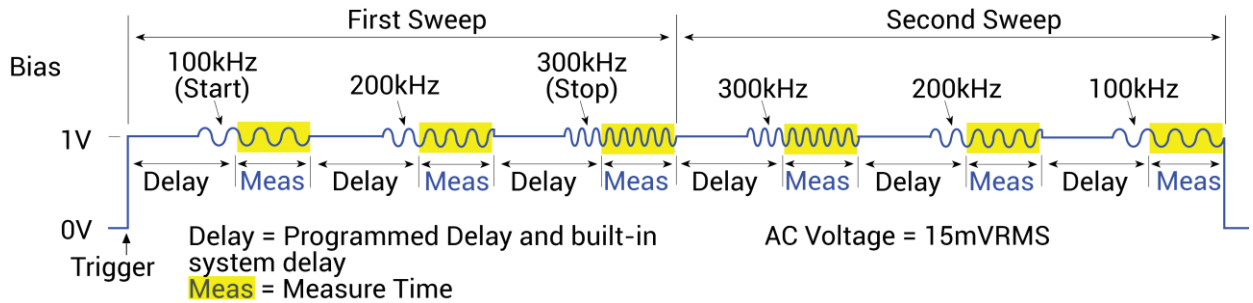 First Sweep
Second Sweep
Bias
100kHz
(Start)
200kHz
300kHz
(Stop)
300kHz
200kHz
100kHz
1V
Delay
Meas
Delay
Meas
Delay
Meas
Delay
Meas
Delay
Meas
Delay
Meas
0V
Trigger
Delay = Programmed Delay and built-in
system delay
Meas = Measure Time
AC Voltage = 15mVRMS